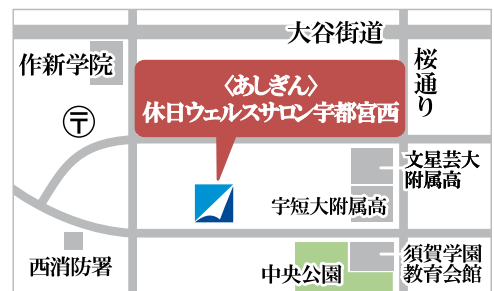 大谷街道
作新学院
桜通り
〈あしぎん〉
休日ウェルスサロン宇都宮西
〒
文星芸大
附属高
宇短大附属高
西消防署
中央公園
須賀学園
教育会館